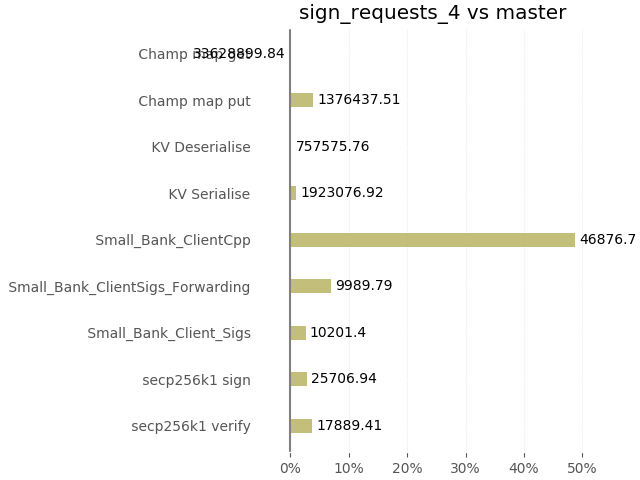 sign_requests_4 vs master
Champ map get 33628899.84
Champ map put 1376437.51
KV Deserialise 757575.76
KV Serialise 1923076.92
Small_Bank_ClientCpp 46876.7
Small_Bank_ClientSigs_Forwarding 9989.79
Small_Bank_Client_Sigs 10201.4
secp256k1 sign 25706.94
secp256k1 verify 17889.41
0% 10% 20% 30% 40% 50%